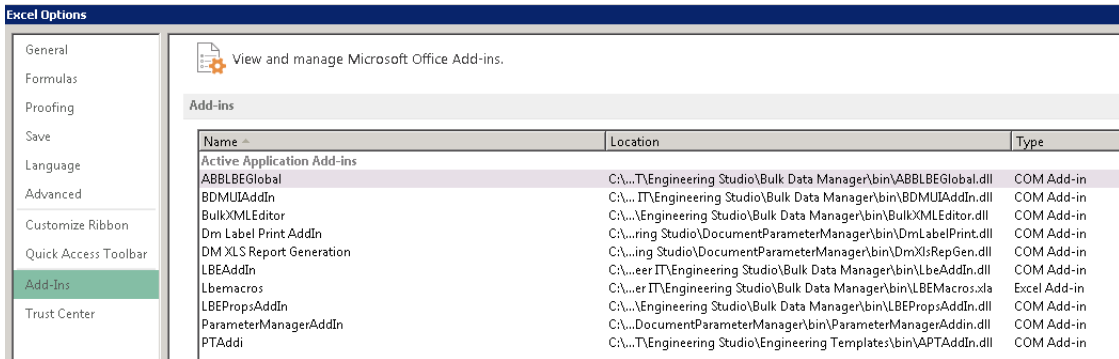 Excel Options
General
Formulas
Proofing
Save
Language
Advanced
Customize Ribbon
Quick Access Toolbar
Add-Ins
Trust Center
View and manage Microsoft Office Add-ins.
Add-ins
Name Location Type
Active Application Add-ins
ABBLBEGlobal C:\...T\Engineering Studio\Bulk Data Manager\bin\ABBLBEGlobal.dll COM Add-in
BDMUIAddIn C:\... IT\Engineering Studio\Bulk Data Manager\bin\BDMUIAddIn.dll COM Add-in
BulkXMLEditor C:\...\Engineering Studio\Bulk Data Manager\bin\BulkXMLEditor.dll COM Add-in
Dm Label Print AddIn C:\...ring Studio\DocumentParameterManager\bin\DmLabelPrint.dll COM Add-in
DM XLS Report Generation C:\...ing Studio\DocumentParameterManager\bin\DmXlsRepGen.dll COM Add-in
LBEAddIn C:\...eer IT\Engineering Studio\Bulk Data Manager\bin\LbeAddIn.dll COM Add-in
Lbemacros C:\...er IT\Engineering Studio\Bulk Data Manager\bin\LBEMacros.xla Excel Add-in
LBEPropsAddIn C:\...\Engineering Studio\Bulk Data Manager\bin\LBEPropsAddIn.dll COM Add-in
ParameterManagerAddIn C:\...DocumentParameterManager\bin\ParameterManagerAddin.dll COM Add-in
PTAddi C:\...T\Engineering Studio\Engineering Templates\bin\APTAddIn.dll COM Add-in